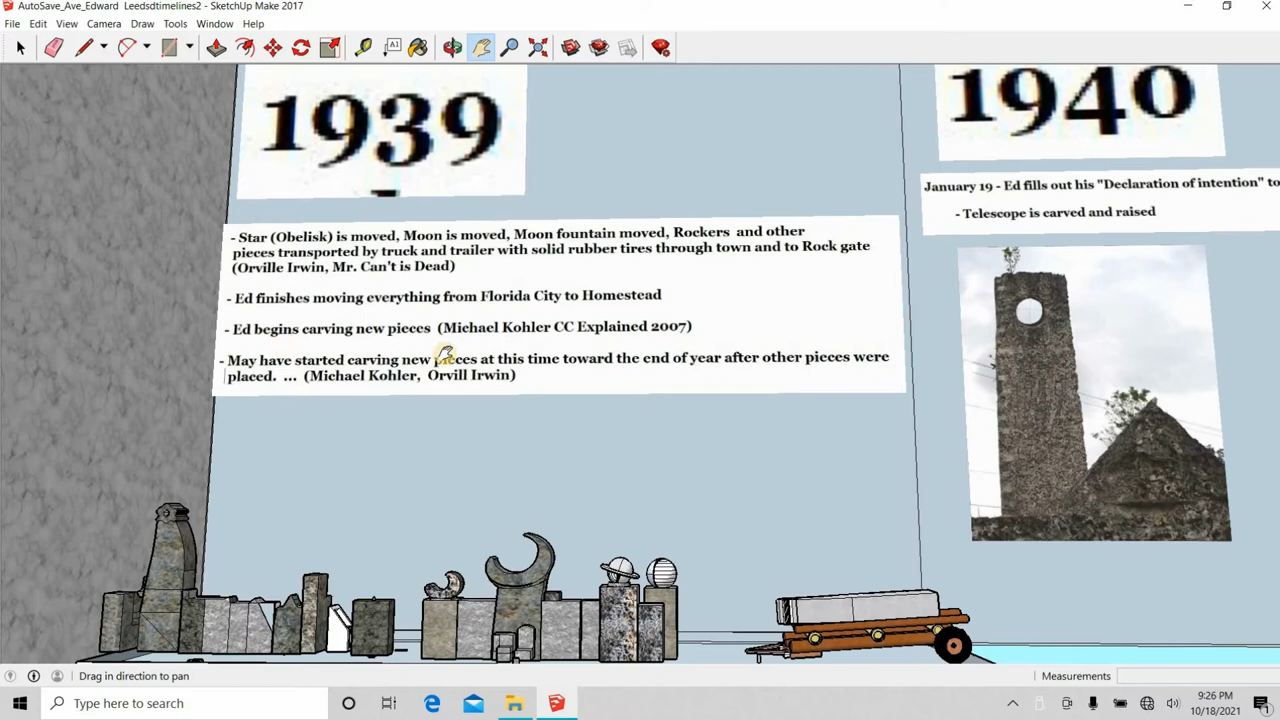 AutoSave_Ave_Edward Leedsdtimelines2 - SketchUp Make 2017
File Edit View Camera Draw Tools Window Help
1939
1940
- Star (Obelisk) is moved, Moon is moved, Moon fountain moved, Rockers and other
pieces transported by truck and trailer with solid rubber tires through town and to Rock gate
(Orville Irwin, Mr. Can't is Dead)
- Ed finishes moving everything from Florida City to Homestead
- Ed begins carving new pieces (Michael Kohler CC Explained 2007)
- May have started carving new pieces at this time toward the end of year after other pieces were
placed. ... (Michael Kohler, Orvill Irwin)
January 19 - Ed fills out his "Declaration of intention" to
- Telescope is carved and raised
Drag in direction to pan
Measurements
Type here to search
9:26 PM
10/18/2021